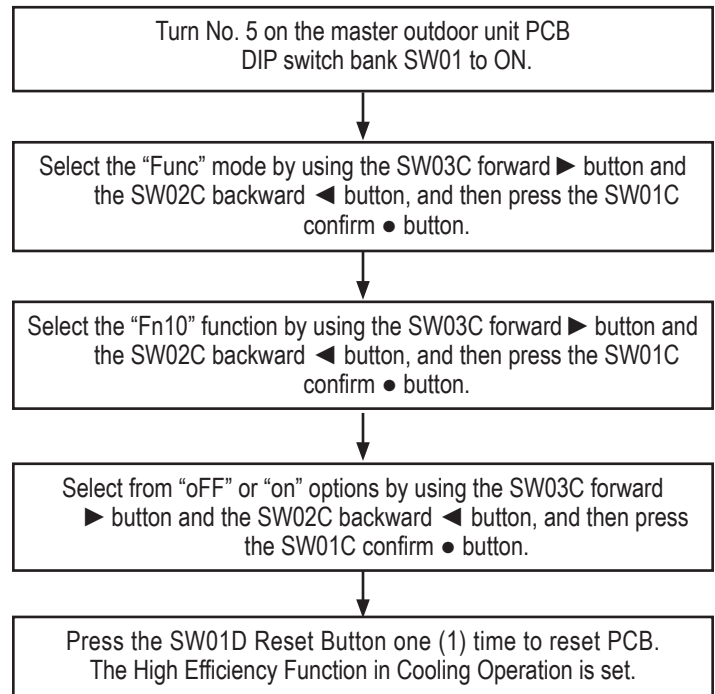 Turn No. 5 on the master outdoor unit PCB
DIP switch bank SW01 to ON.
Select the “Func” mode by using the SW03C forward ► button and
the SW02C backward ◄ button, and then press the SW01C
confirm ● button.
Select the “Fn10” function by using the SW03C forward ► button and
the SW02C backward ◄ button, and then press the SW01C
confirm ● button.
Select from “oFF” or “on” options by using the SW03C forward
► button and the SW02C backward ◄ button, and then press
the SW01C confirm ● button.
Press the SW01D Reset Button one (1) time to reset PCB.
The High Efficiency Function in Cooling Operation is set.